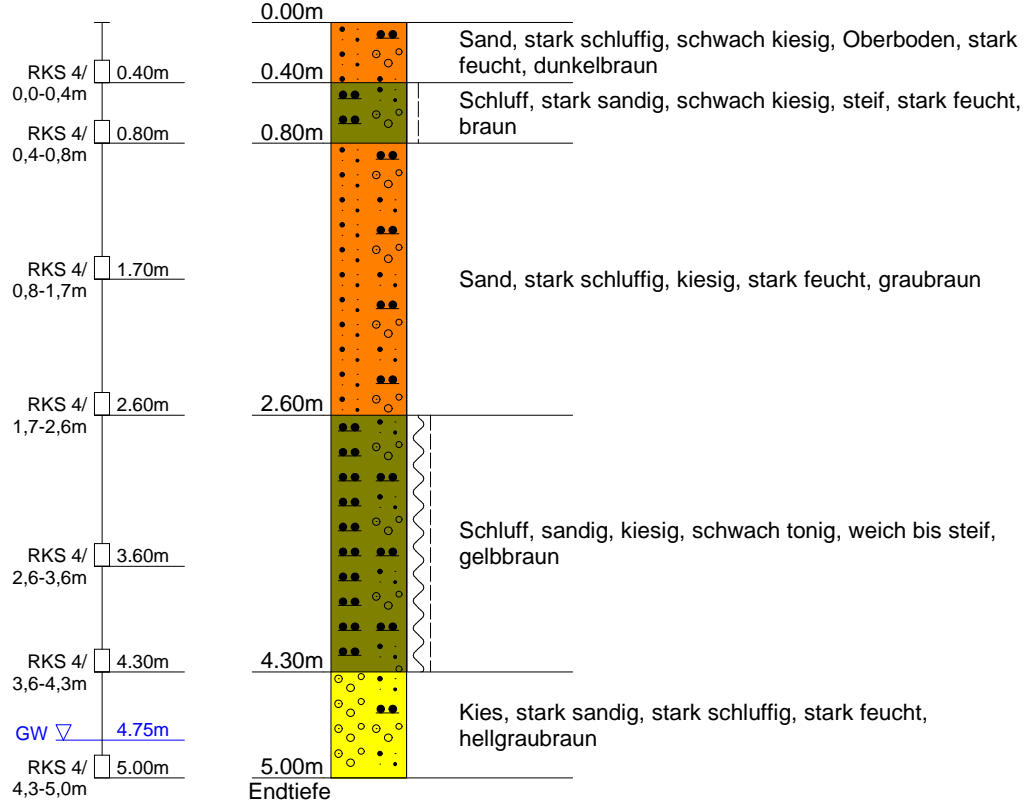 0.00m
Sand, stark schluffig, schwach kiesig, Oberboden, stark
feucht, dunkelbraun
RKS 4/ 0.40m
0,0-0,4m
0.40m
Schluff, stark sandig, schwach kiesig, steif, stark feucht,
braun
RKS 4/ 0.80m
0,4-0,8m
0.80m
RKS 4/ 1.70m
0,8-1,7m
Sand, stark schluffig, kiesig, stark feucht, graubraun
RKS 4/ 2.60m
1,7-2,6m
2.60m
RKS 4/ 3.60m
2,6-3,6m
Schluff, sandig, kiesig, schwach tonig, weich bis steif,
gelbbraun
RKS 4/ 4.30m
3,6-4,3m
4.30m
Kies, stark sandig, stark schluffig, stark feucht,
hellgraubraun
GW 4.75m
RKS 4/ 5.00m
4,3-5,0m
5.00m
Endtiefe